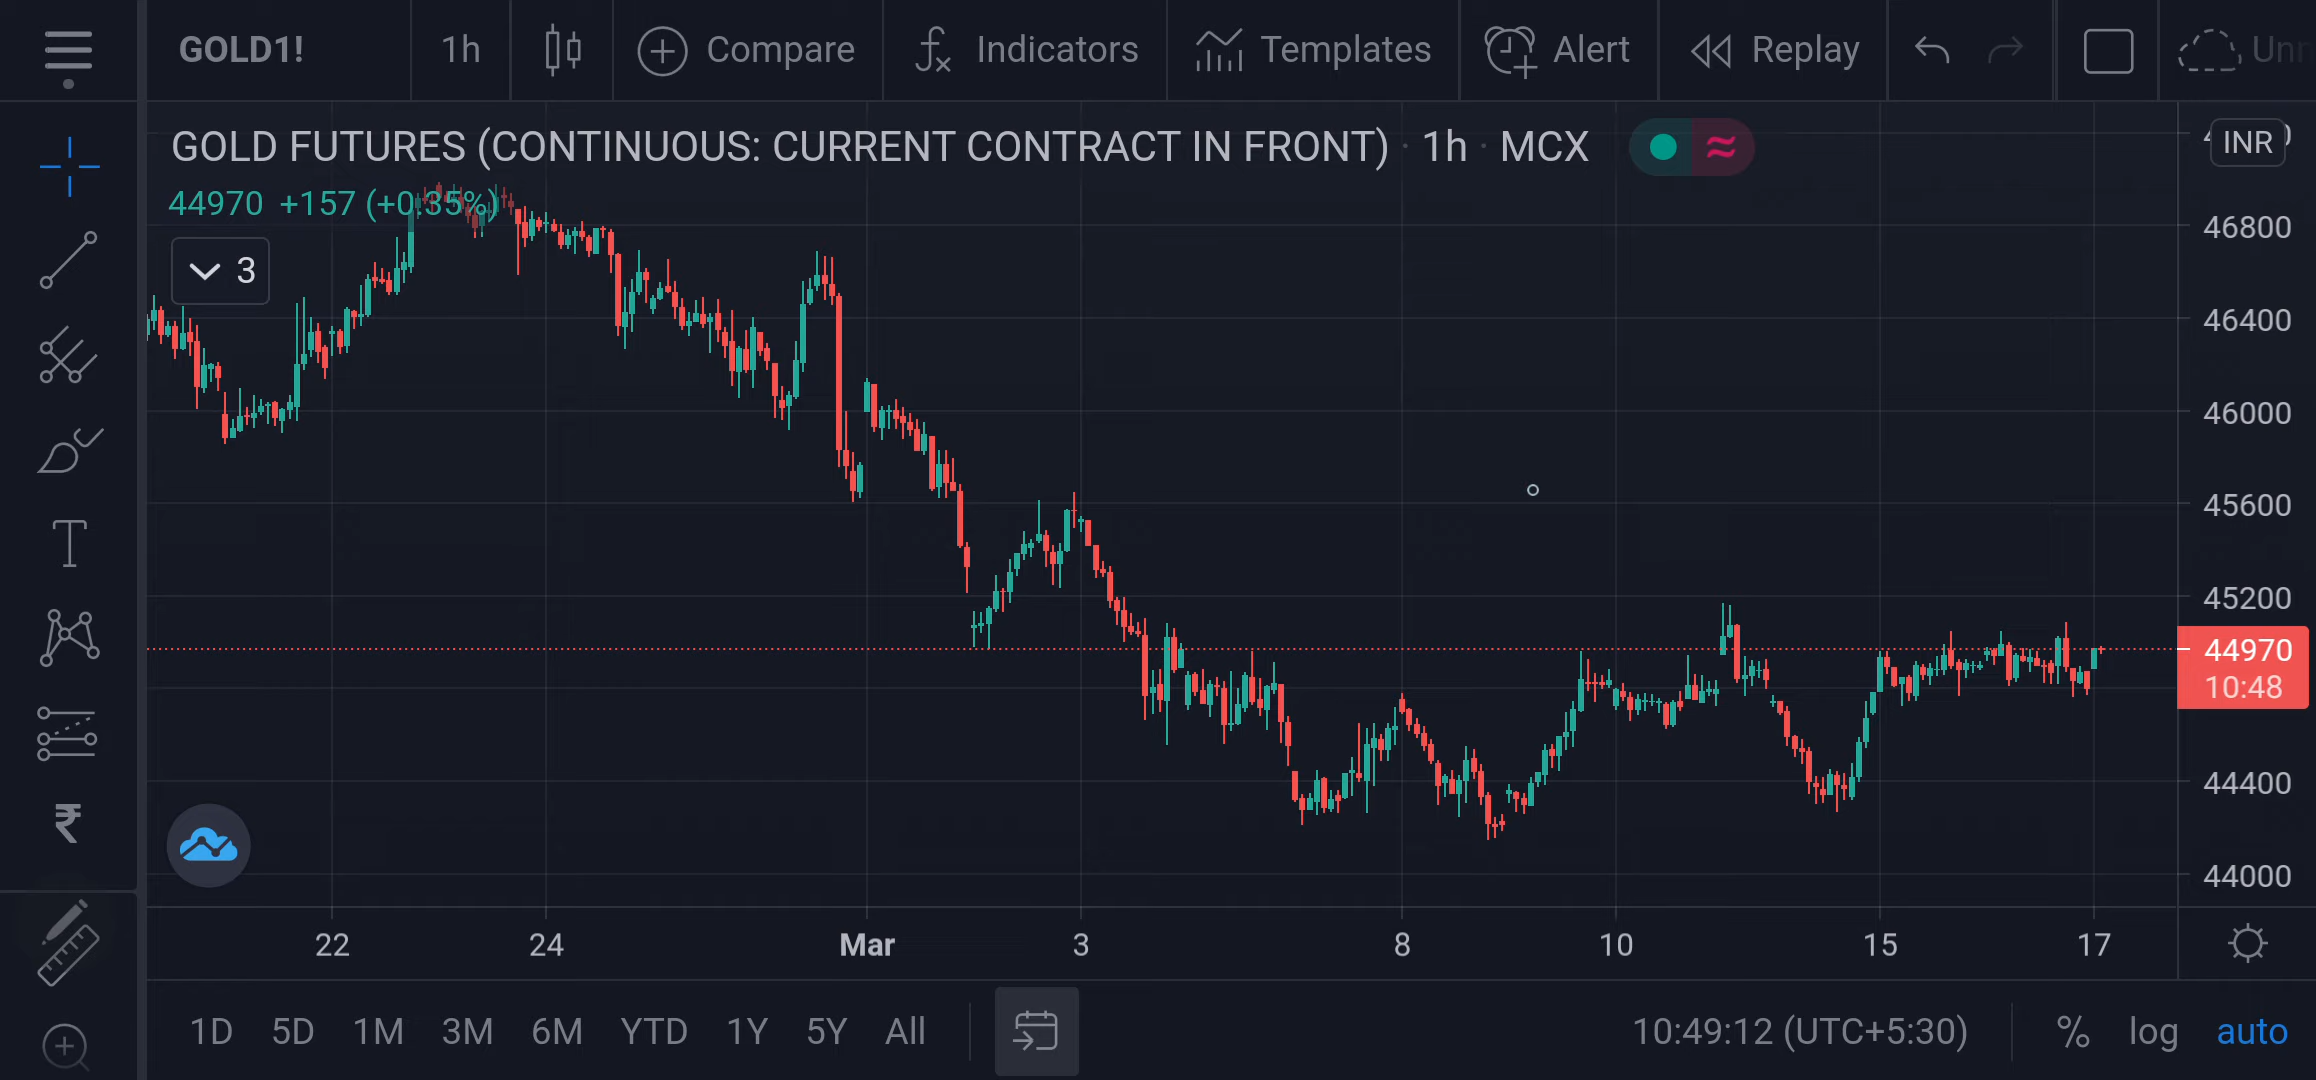 GOLD1!
1h
Compare
Indicators
Templates
Alert
Replay
GOLD FUTURES (CONTINUOUS: CURRENT CONTRACT IN FRONT) · 1h · MCX
INR
44970 +157 (+0.35%)
3
46800
46400
46000
45600
45200
44970
10:48
44400
44000
22 24 Mar 3 8 10 15 17
1D 5D 1M 3M 6M YTD 1Y 5Y All
10:49:12 (UTC+5:30)
% log auto